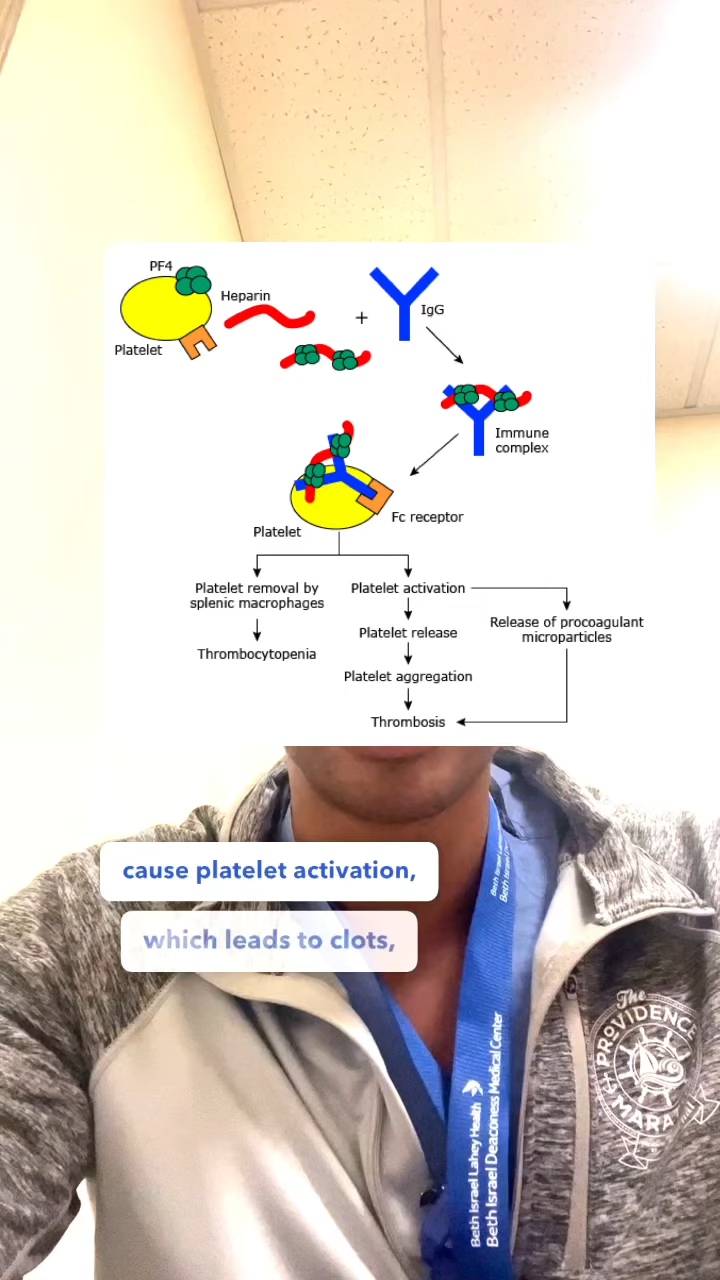 PF4
Heparin
IgG
Platelet
Immune
complex
Fc receptor
Platelet
Platelet removal by
splenic macrophages
Thrombocytopenia
Platelet activation
Platelet release
Platelet aggregation
Thrombosis
Release of procoagulant
microparticles
cause platelet activation,
which leads to clots,
Beth Israel Lahey Health
Beth Israel Deaconess Medical Center
The
PROVIDENCE